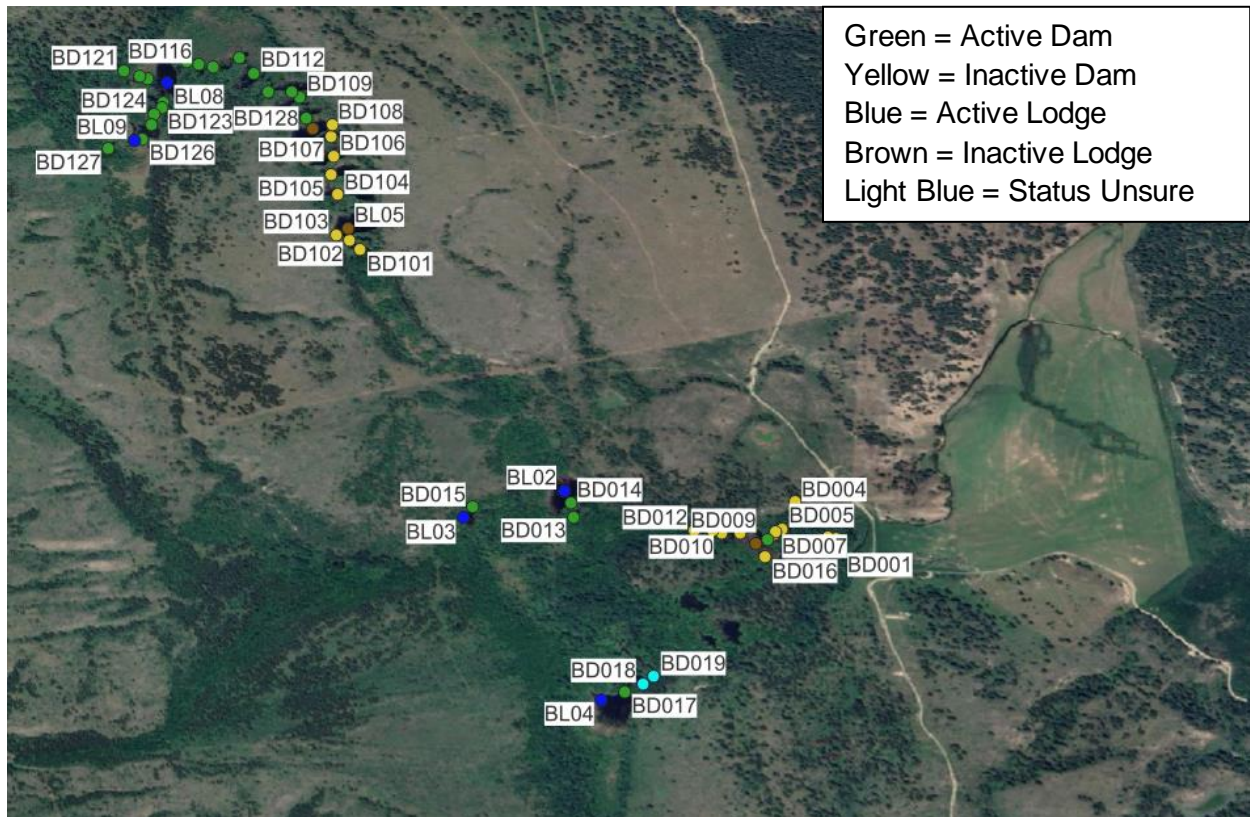 Green = Active Dam
Yellow = Inactive Dam
Blue = Active Lodge
Brown = Inactive Lodge
Light Blue = Status Unsure
BD116
BD121
BD112
BD109
BL08
BD124
BD108
BD123
BD128
BL09
BD107
BD106
BD126
BD127
BD105
BD104
BL05
BD103
BD102
BD101
BL02
BD015
BD014
BD004
BD012
BD009
BD005
BL03
BD013
BD010
BD007
BD001
BD016
BD018
BD019
BL04
BD017